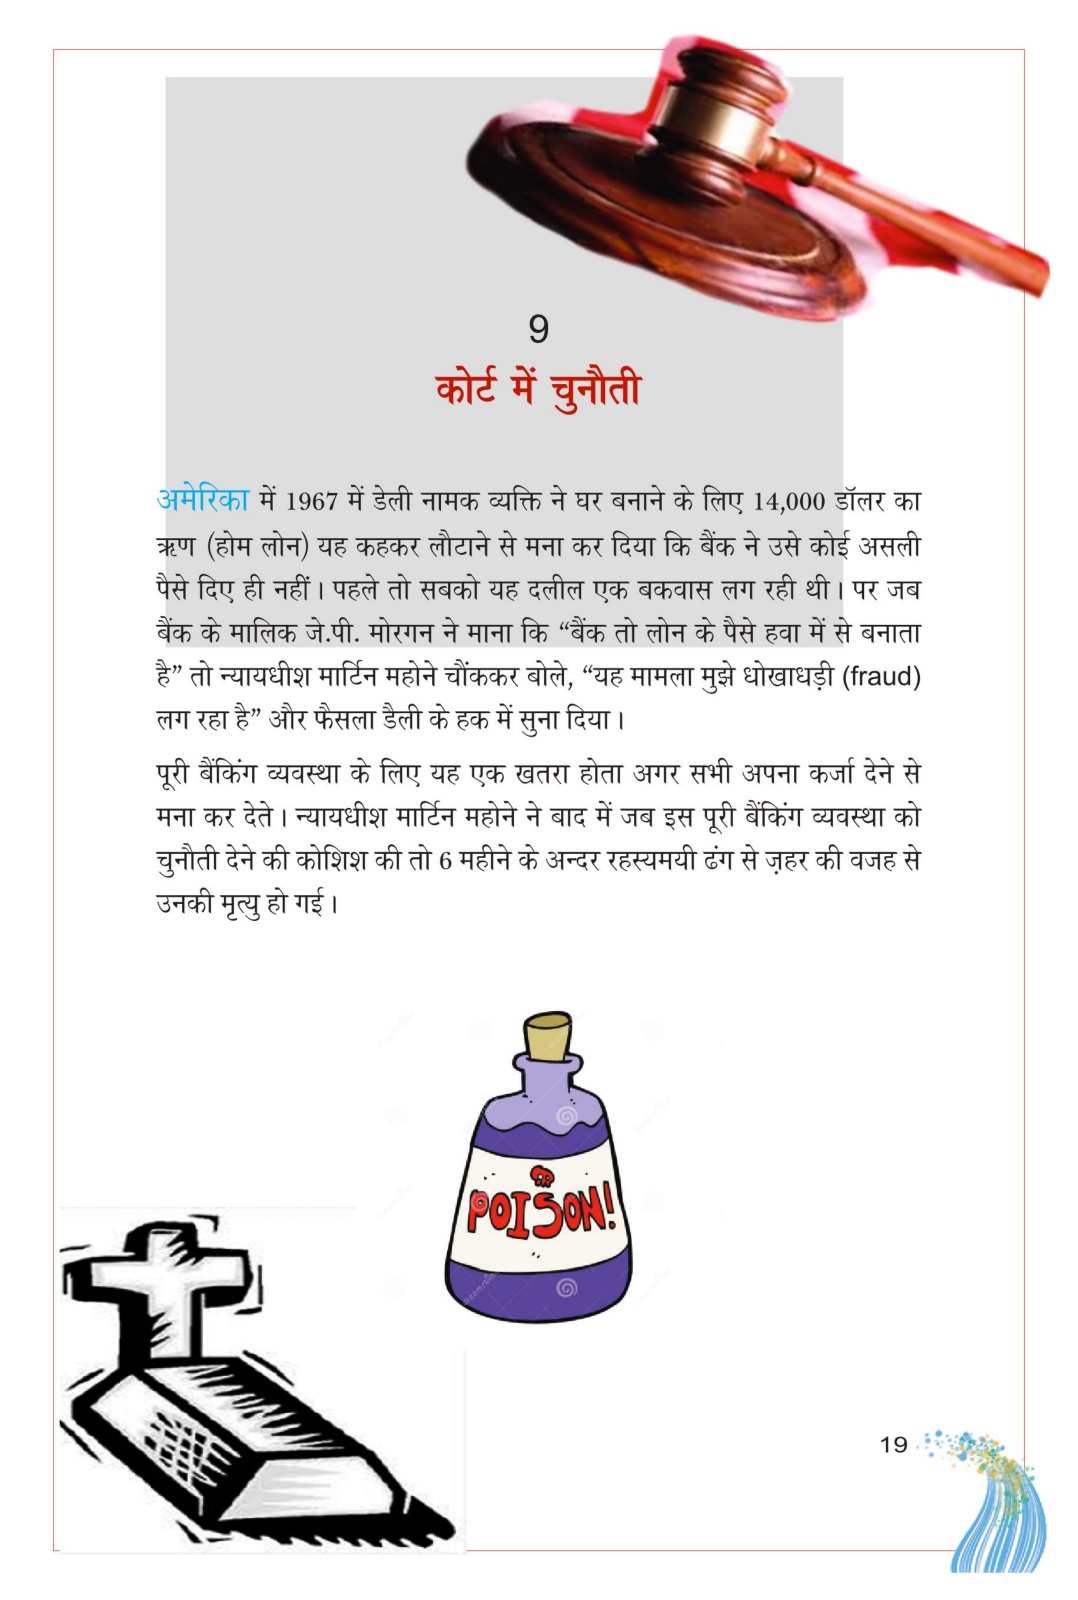 9
कोर्ट में चुनौती
अमेरिका में 1967 में डेली नामक व्यक्ति ने घर बनाने के लिए 14,000 डॉलर का
ऋण (होम लोन) यह कहकर लौटाने से मना कर दिया कि बैंक ने उसे कोई असली
पैसे दिए ही नहीं। पहले तो सबको यह दलील एक बकवास लग रही थी। पर जब
बैंक के मालिक जे.पी. मोरगन ने माना कि “बैंक तो लोन के पैसे हवा में से बनाता
है” तो न्यायधीश मार्टिन महोने चौंककर बोले, “यह मामला मुझे धोखाधड़ी (fraud)
लग रहा है” और फैसला डैली के हक में सुना दिया।
पूरी बैंकिंग व्यवस्था के लिए यह एक खतरा होता अगर सभी अपना कर्जा देने से
मना कर देते। न्यायधीश मार्टिन महोने ने बाद में जब इस पूरी बैंकिंग व्यवस्था को
चुनौती देने की कोशिश की तो 6 महीने के अन्दर रहस्यमयी ढंग से ज़हर की वजह से
उनकी मृत्यु हो गई।
POISON!
19